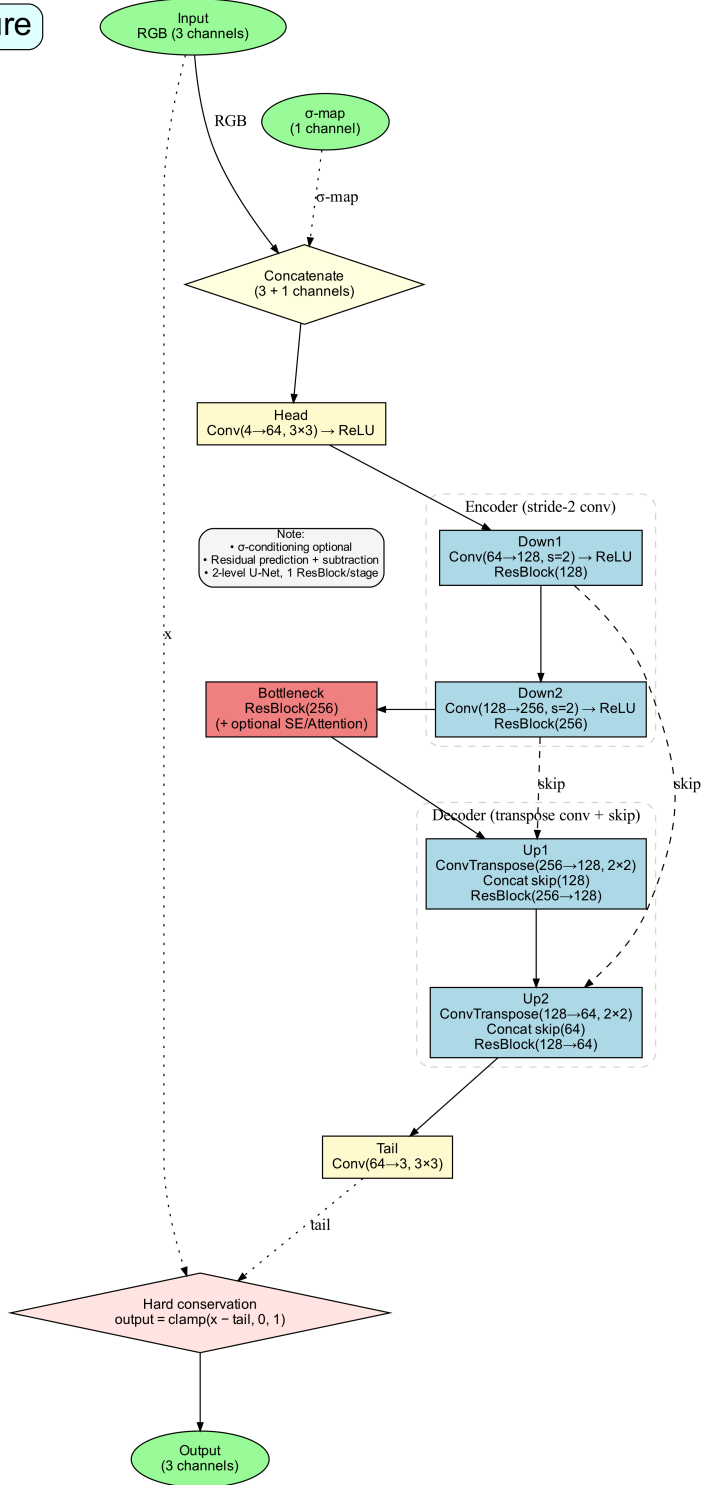 ure
Input
RGB (3 channels)
RGB
σ-map
(1 channel)
σ-map
Concatenate
(3 + 1 channels)
Head
Conv(4→64, 3×3) → ReLU
Encoder (stride-2 conv)
Note:
• σ-conditioning optional
• Residual prediction + subtraction
• 2-level U-Net, 1 ResBlock/stage
Down1
Conv(64→128, s=2) → ReLU
ResBlock(128)
x
Bottleneck
ResBlock(256)
(+ optional SE/Attention)
Down2
Conv(128→256, s=2) → ReLU
ResBlock(256)
skip
skip
Decoder (transpose conv + skip)
Up1
ConvTranspose(256→128, 2×2)
Concat skip(128)
ResBlock(256→128)
Up2
ConvTranspose(128→64, 2×2)
Concat skip(64)
ResBlock(128→64)
Tail
Conv(64→3, 3×3)
tail
Hard conservation
output = clamp(x − tail, 0, 1)
Output
(3 channels)